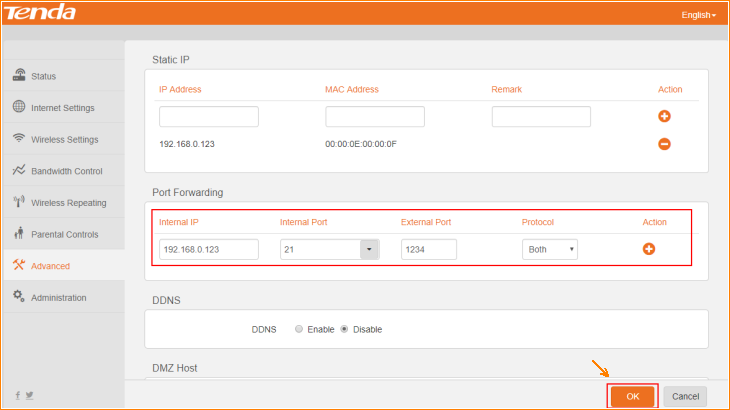 Tenda
English
Static IP
IP Address MAC Address Remark Action
192.168.0.123 00:00:0E:00:00:0F
Port Forwarding
Internal IP Internal Port External Port Protocol Action
192.168.0.123 21 1234 Both
DDNS
DDNS Enable Disable
DMZ Host
OK Cancel
Status
Internet Settings
Wireless Settings
Bandwidth Control
Wireless Repeating
Parental Controls
Advanced
Administration